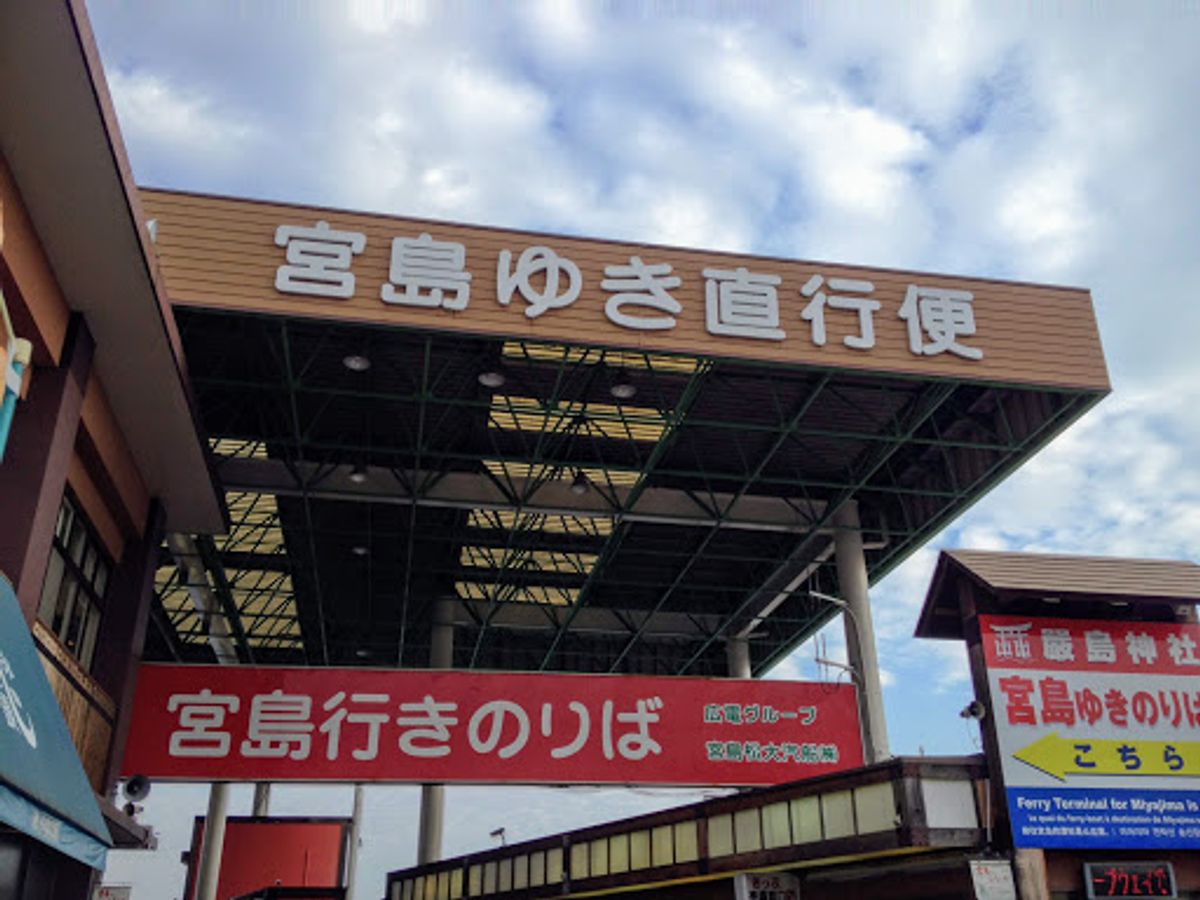 宮島ゆき直行便
宮島行きのりば
広電グループ
宮島松大汽船㈱
厳島神社
宮島ゆきのりば
こちら
Ferry Terminal for Miyajima is